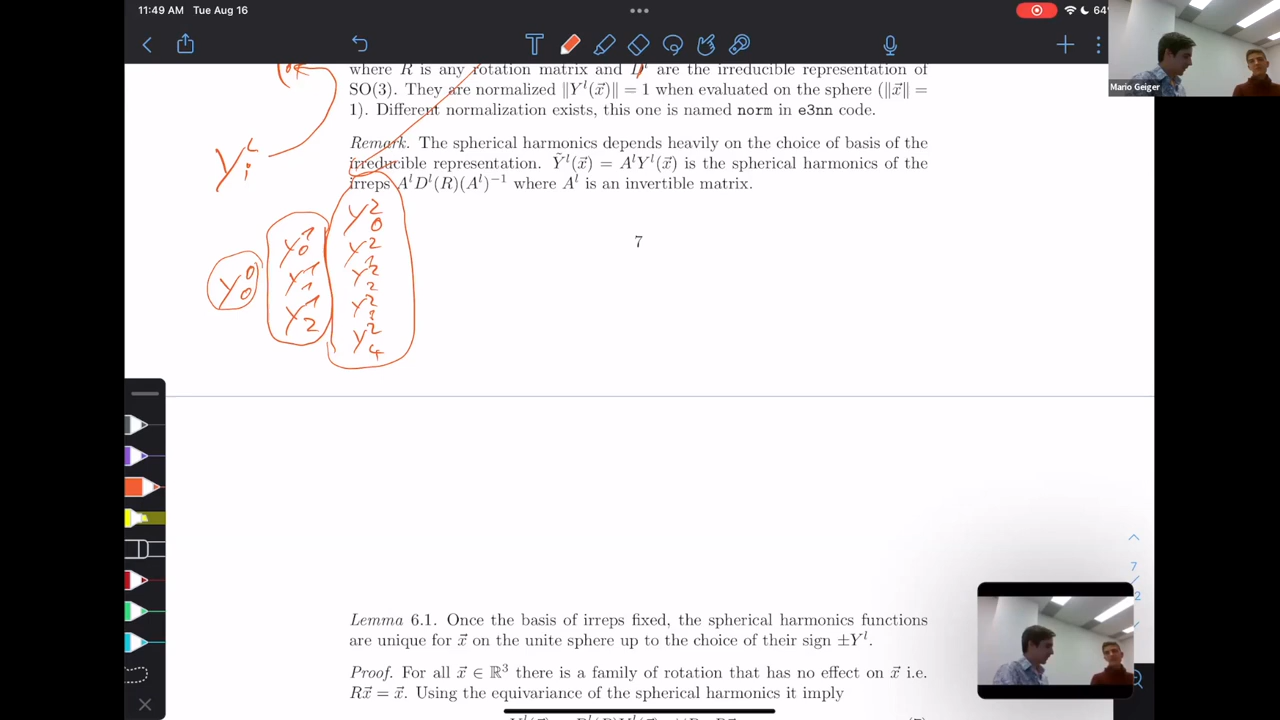 11:49 AM Tue Aug 16
64
Mario Geiger
where R is any rotation matrix and D^l are the irreducible representation of
SO(3). They are normalized ‖Y^l(x⃗)‖ = 1 when evaluated on the sphere (‖x⃗‖ =
1). Different normalization exists, this one is named norm in e3nn code.
Remark. The spherical harmonics depends heavily on the choice of basis of the
irreducible representation. Ỹ^l(x⃗) = A^l Y^l(x⃗) is the spherical harmonics of the
irreps A^l D^l(R)(A^l)^{-1} where A^l is an invertible matrix.
Y_i^l
Y_0^0
Y_0^1
Y_1^1
Y_2^1
Y_0^2
Y_1^2
Y_2^2
Y_3^2
Y_4^2
7
7
2
Lemma 6.1. Once the basis of irreps fixed, the spherical harmonics functions
are unique for x⃗ on the unite sphere up to the choice of their sign ±Y^l.
Proof. For all x⃗ ∈ ℝ^3 there is a family of rotation that has no effect on x⃗ i.e.
Rx⃗ = x⃗. Using the equivariance of the spherical harmonics it imply